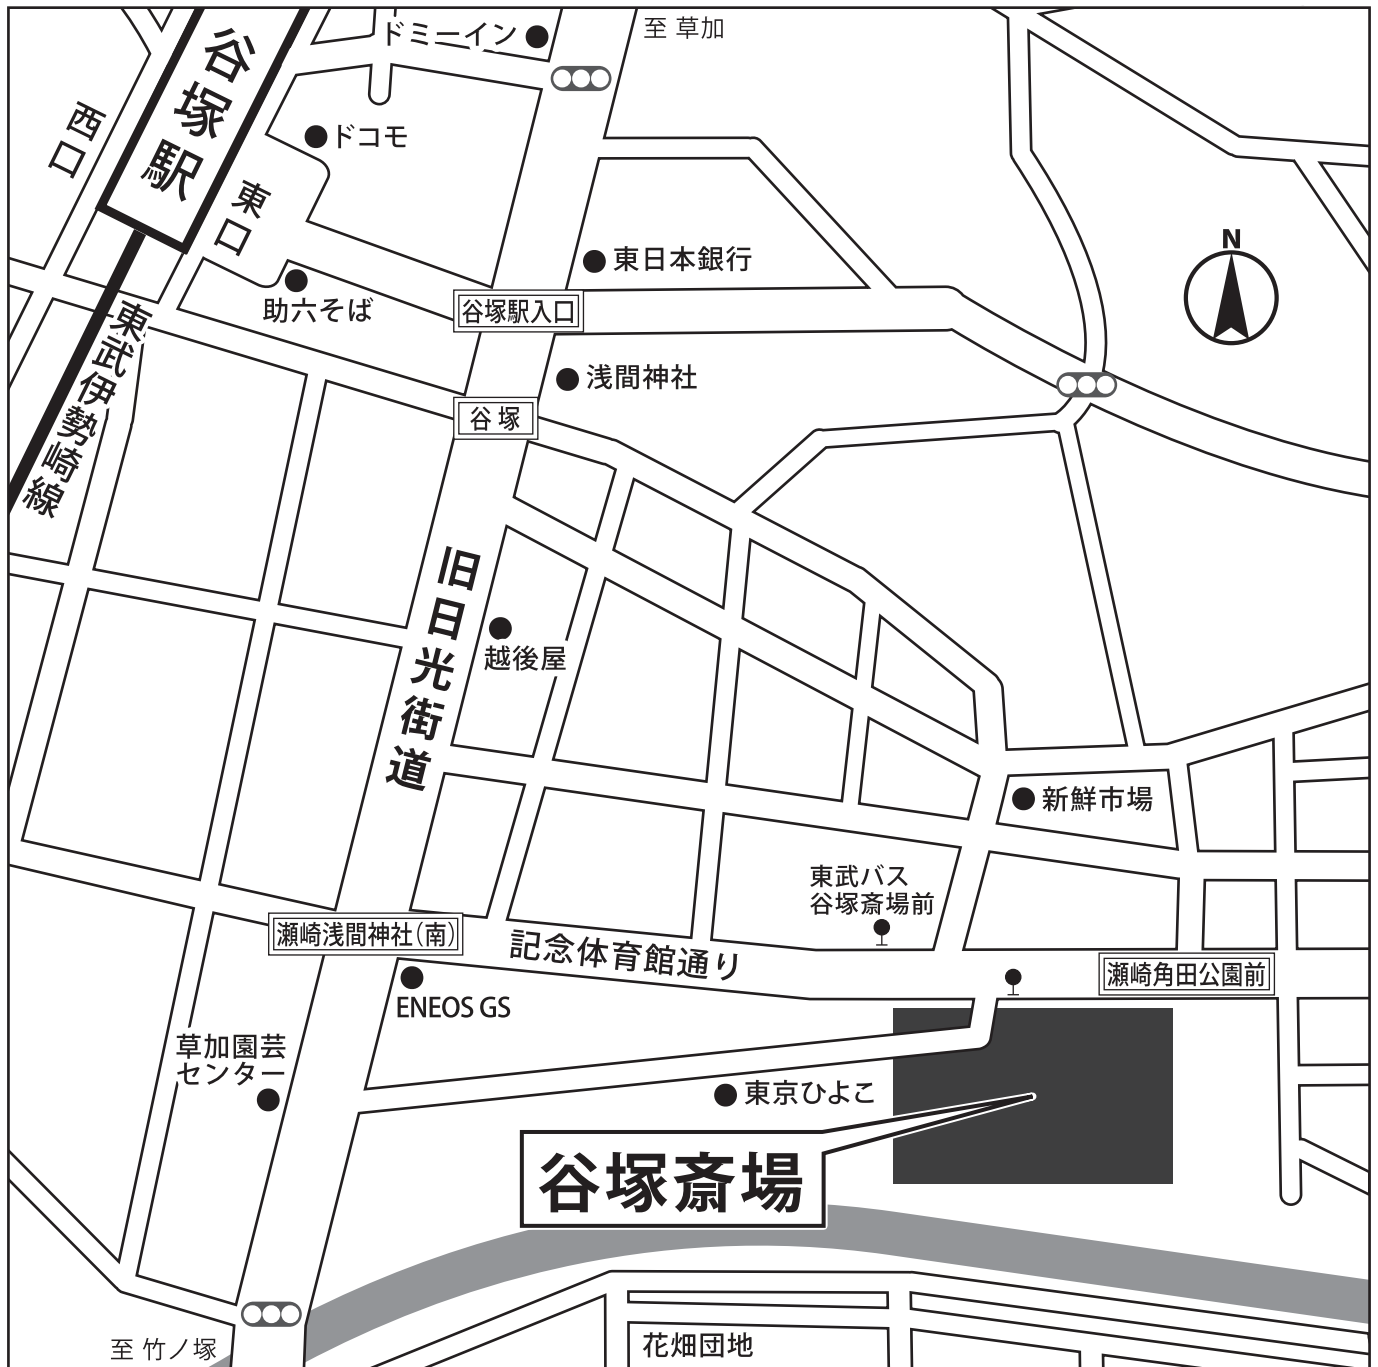 ドミーイン
至 草加
谷塚駅
西口
ドコモ
東口
N
東日本銀行
助六そば
谷塚駅入口
東武伊勢崎線
浅間神社
谷塚
旧日光街道
越後屋
新鮮市場
東武バス
谷塚斎場前
瀬崎浅間神社(南)
記念体育館通り
瀬崎角田公園前
ENEOS GS
草加園芸
センター
東京ひよこ
谷塚斎場
至 竹ノ塚
花畑団地